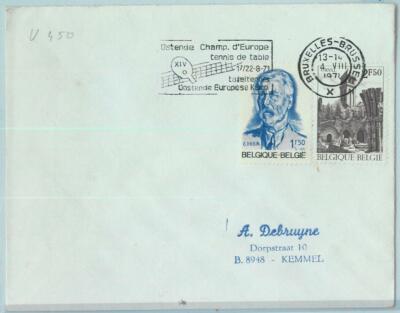 U 450
Ostende Champ. d'Europe
tennis de table
17/22-8-71
tafeltennis
Oostende Europese Kamp.
XIV
BRUXELLES-BRUSSEL
13-14
4 VIII
1971
X
1F50
BELGIQUE-BELGIË
2F50
BELGIQUE BELGIË
A. Debruyne
Dorpstraat 10
B. 8948 - KEMMEL